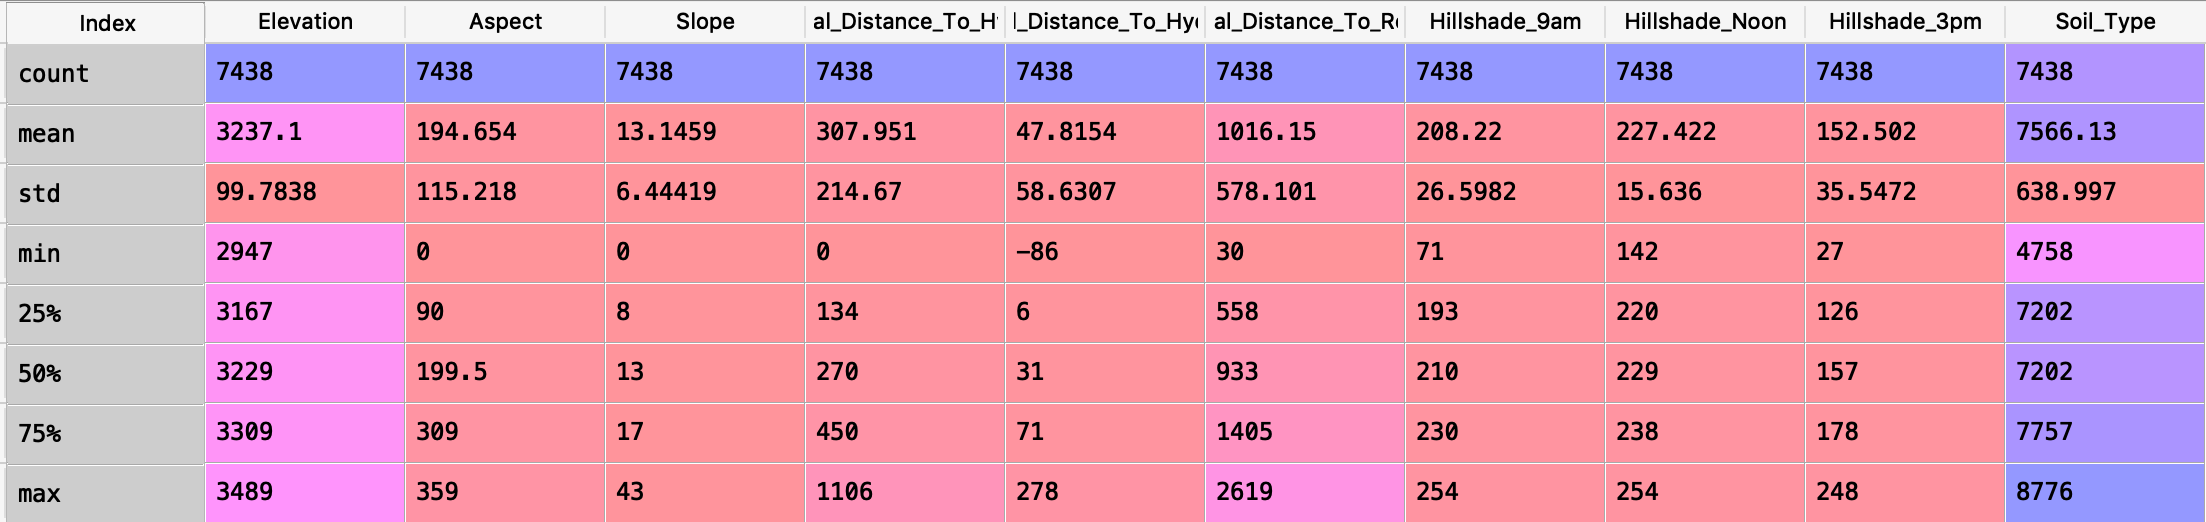 Index Elevation Aspect Slope al_Distance_To_H l_Distance_To_Hy al_Distance_To_R Hillshade_9am Hillshade_Noon Hillshade_3pm Soil_Type
count 7438 7438 7438 7438 7438 7438 7438 7438 7438 7438
mean 3237.1 194.654 13.1459 307.951 47.8154 1016.15 208.22 227.422 152.502 7566.13
std 99.7838 115.218 6.44419 214.67 58.6307 578.101 26.5982 15.636 35.5472 638.997
min 2947 0 0 0 -86 30 71 142 27 4758
25% 3167 90 8 134 6 558 193 220 126 7202
50% 3229 199.5 13 270 31 933 210 229 157 7202
75% 3309 309 17 450 71 1405 230 238 178 7757
max 3489 359 43 1106 278 2619 254 254 248 8776